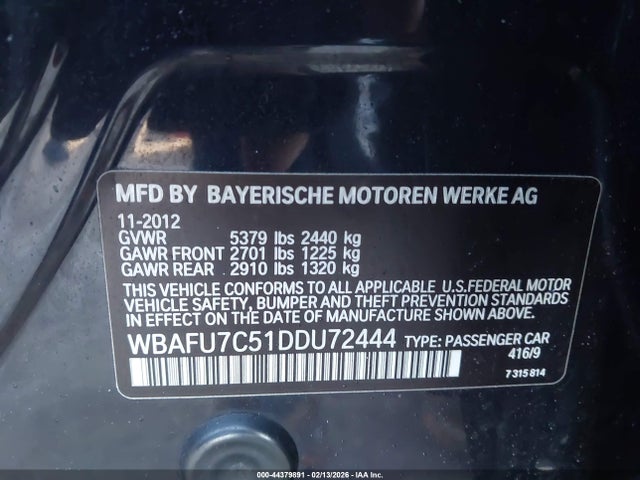 MFD BY BAYERISCHE MOTOREN WERKE AG
11-2012
GVWR 5379 lbs 2440 kg
GAWR FRONT 2701 lbs 1225 kg
GAWR REAR 2910 lbs 1320 kg
THIS VEHICLE CONFORMS TO ALL APPLICABLE U.S.FEDERAL MOTOR
VEHICLE SAFETY, BUMPER AND THEFT PREVENTION
STANDARDS IN EFFECT ON THE DATE OF MANUFACTURE SHOWN ABOVE.
WBAFU7C51DDU72444 TYPE: PASSENGER CAR
416/9
7 315 814
000-44379891 - 02/13/2026 - IAA Inc.